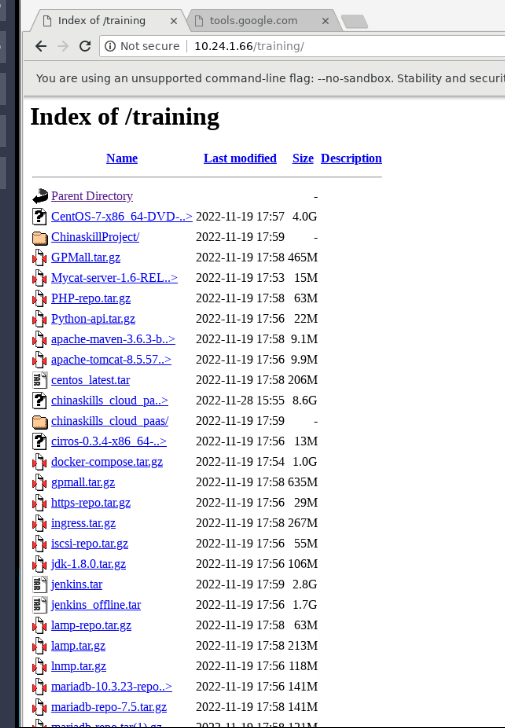 Index of /training
tools.google.com
Not secure 10.24.1.66/training/
You are using an unsupported command-line flag: --no-sandbox. Stability and securit
Index of /training
Name Last modified Size Description
Parent Directory -
CentOS-7-x86_64-DVD-..> 2022-11-19 17:57 4.0G
ChinaskillProject/ 2022-11-19 17:59 -
GPMall.tar.gz 2022-11-19 17:58 465M
Mycat-server-1.6-REL..> 2022-11-19 17:53 15M
PHP-repo.tar.gz 2022-11-19 17:58 63M
Python-api.tar.gz 2022-11-19 17:56 22M
apache-maven-3.6.3-b..> 2022-11-19 17:58 9.1M
apache-tomcat-8.5.57..> 2022-11-19 17:56 9.9M
centos_latest.tar 2022-11-19 17:58 206M
chinaskills_cloud_pa..> 2022-11-28 15:55 8.6G
chinaskills_cloud_paas/ 2022-11-19 17:59 -
cirros-0.3.4-x86_64-..> 2022-11-19 17:56 13M
docker-compose.tar.gz 2022-11-19 17:54 1.0G
gpmall.tar.gz 2022-11-19 17:58 635M
https-repo.tar.gz 2022-11-19 17:56 29M
ingress.tar.gz 2022-11-19 17:58 267M
iscsi-repo.tar.gz 2022-11-19 17:56 55M
jdk-1.8.0.tar.gz 2022-11-19 17:56 106M
jenkins.tar 2022-11-19 17:59 2.8G
jenkins_offline.tar 2022-11-19 17:56 1.7G
lamp-repo.tar.gz 2022-11-19 17:58 63M
lamp.tar.gz 2022-11-19 17:58 213M
lnmp.tar.gz 2022-11-19 17:56 118M
mariadb-10.3.23-repo..> 2022-11-19 17:56 141M
mariadb-repo-7.5.tar.gz 2022-11-19 17:58 141M
mariadb-repo.tar(1).gz 2022-11-19 17:58 121M